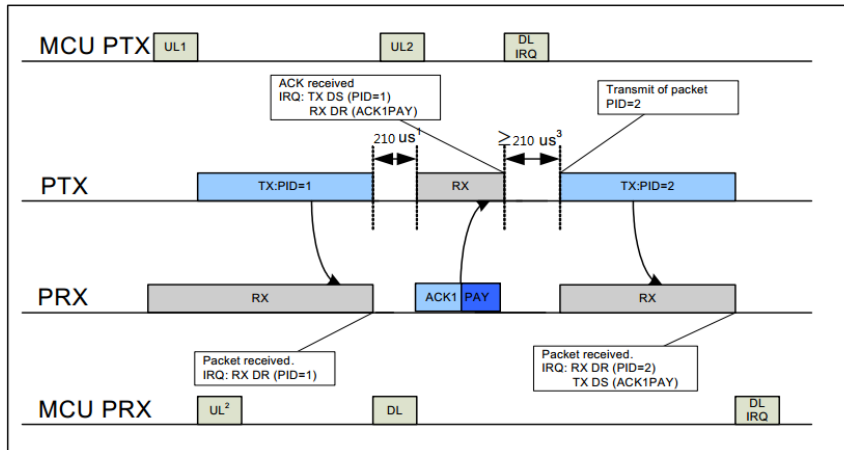 MCU PTX
UL1
UL2
DL
IRQ
ACK received
IRQ: TX DS (PID=1)
RX DR (ACK1PAY)
Transmit of packet
PID=2
210 us1
≥210 us3
PTX
TX:PID=1
RX
TX:PID=2
PRX
RX
ACK1 PAY
RX
Packet received.
IRQ: RX DR (PID=1)
Packet received.
IRQ: RX DR (PID=2)
TX DS (ACK1PAY)
MCU PRX
UL²
DL
DL
IRQ